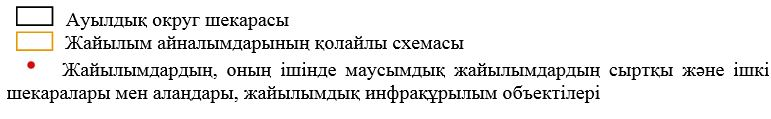 Ауылдық округ шекарасы
Жайылым айналымдарының қолайлы схемасы
Жайылымдардың, оның ішінде маусымдық жайылымдардың сыртқы және ішкі
шекаралары мен алаңдары, жайылымдық инфрақұрылым объектілері